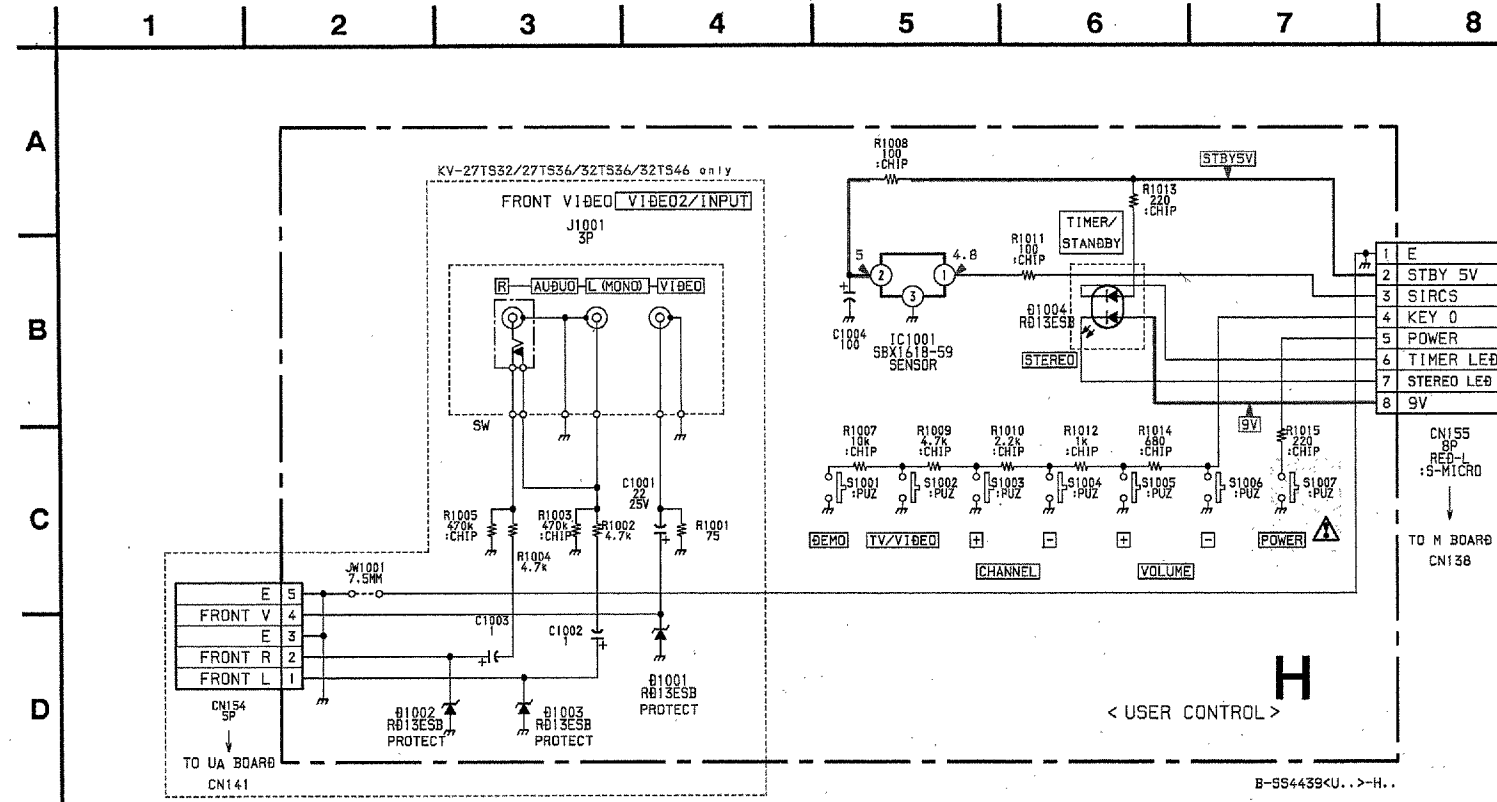 1 2 3 4 5 6 7 8
A
B
C
D
KV-27TS32/27TS36/32TS36/32TS46 only
FRONT VIDEO VIDEO2/INPUT
J1001
3P
R AUDUO L (MONO) VIDEO
SW
R1005
470k
:CHIP
R1004
4.7k
R1003
470k
:CHIP
R1002
4.7k
C1001
22
25V
R1001
75
JW1001
7.5MM
E 5
FRONT V 4
E 3
FRONT R 2
FRONT L 1
CN154
5P
TO UA BOARD
CN141
C1003
1
C1002
1
D1002
RD13ESB
PROTECT
D1003
RD13ESB
PROTECT
D1001
RD13ESB
PROTECT
R1008
100
:CHIP
STBY5V
R1013
220
:CHIP
TIMER/
STANDBY
R1011
100
:CHIP
5
4.8
2
1
3
C1004
100
IC1001
SBX1618-59
SENSOR
D1004
RD13ESB
STEREO
9V
1 E
2 STBY 5V
3 SIRCS
4 KEY 0
5 POWER
6 TIMER LED
7 STEREO LED
8 9V
CN155
8P
RED-L
:S-MICRO
TO M BOARD
CN138
R1007
10k
:CHIP
R1009
4.7k
:CHIP
R1010
2.2k
:CHIP
R1012
1k
:CHIP
R1014
680
:CHIP
R1015
220
:CHIP
S1001
:PUZ
S1002
:PUZ
S1003
:PUZ
S1004
:PUZ
S1005
:PUZ
S1006
:PUZ
S1007
:PUZ
DEMO TV/VIDEO + - + - POWER
CHANNEL VOLUME
H
< USER CONTROL >
B-SS4439<U..>-H..